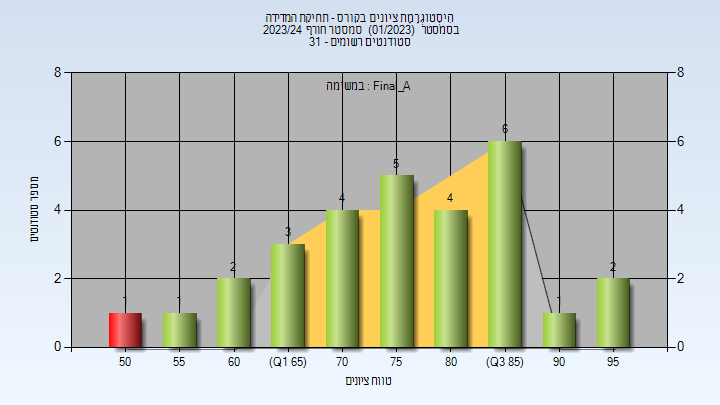 היסטוגרמת ציונים בקורס - תחיקת המדידה
בסמסטר (01/2023) סמסטר חורף 2023/24
סטודנטים רשומים - 31
במשימה : Final_A
מספר סטודנטים
8 8
6 6
4 4
2 2
0 0
1 1 2 3 4 5 4 6 1 2
50 55 60 (Q1 65) 70 75 80 (Q3 85) 90 95
טווח ציונים